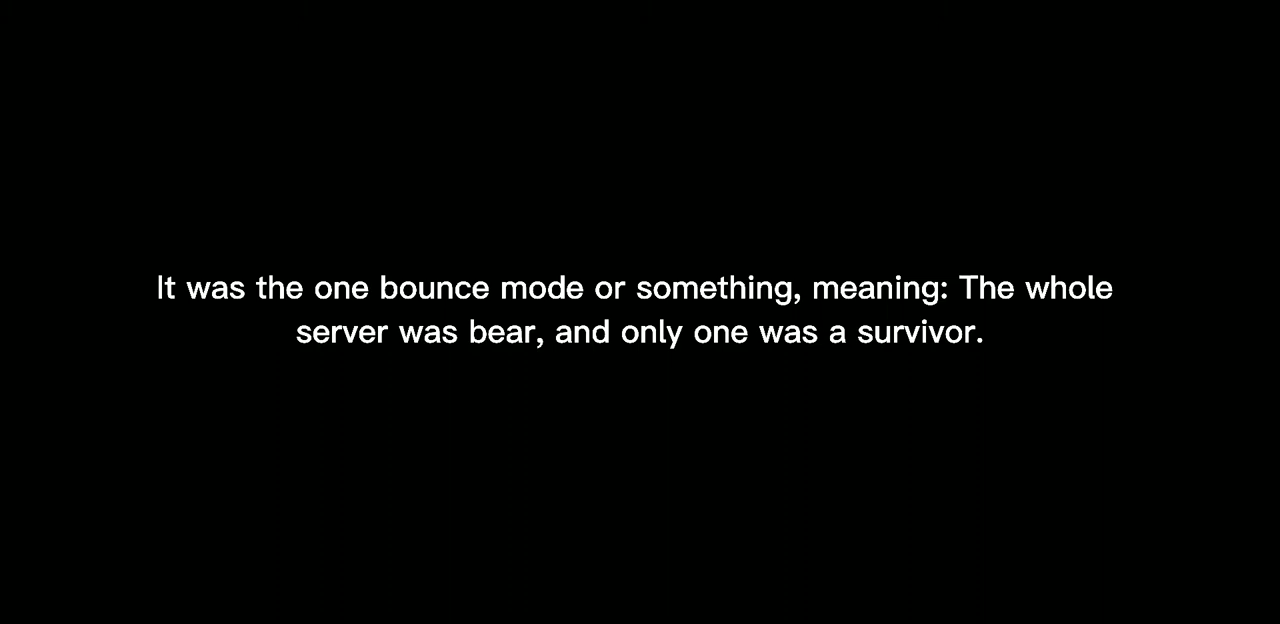 It was the one bounce mode or something, meaning: The whole
server was bear, and only one was a survivor.